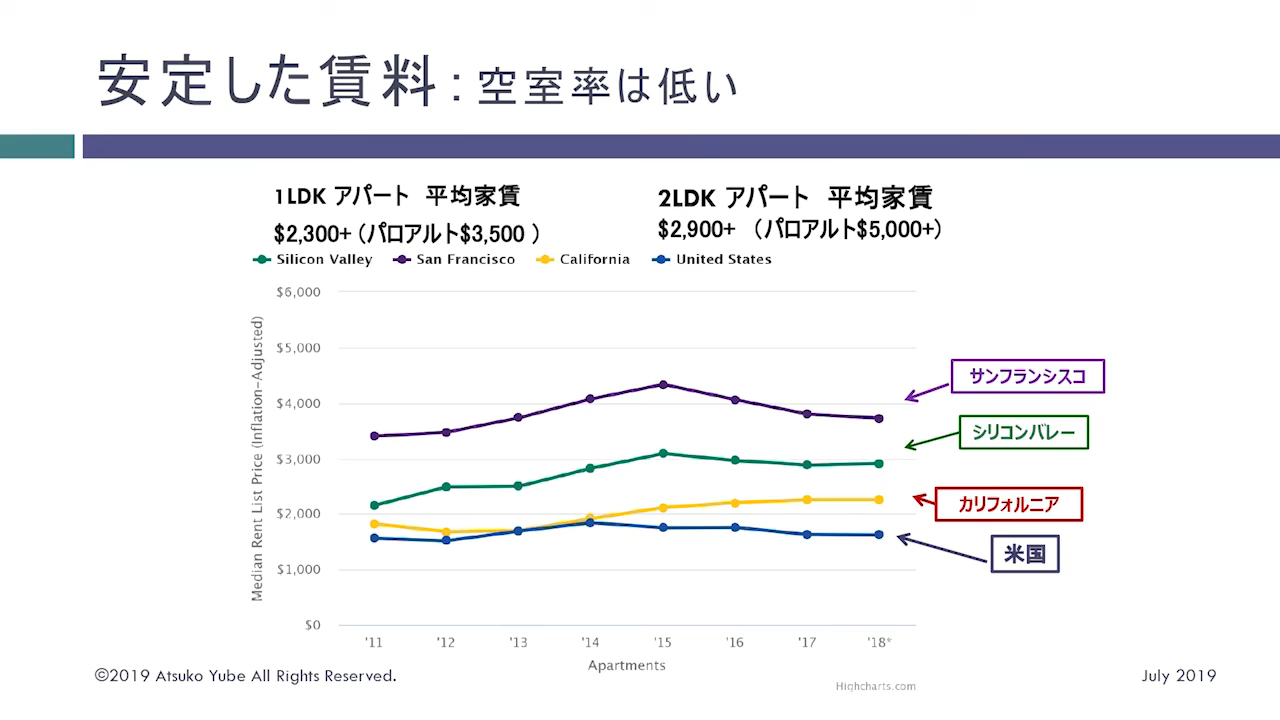 安定した賃料：空室率は低い
1LDK アパート　平均家賃
$2,300+（パロアルト$3,500 ）
2LDK アパート　平均家賃
$2,900+　（パロアルト$5,000+）
Silicon Valley San Francisco California United States
Median Rent List Price (Inflation-Adjusted)
$6,000
$5,000
$4,000
$3,000
$2,000
$1,000
$0
'11 '12 '13 '14 '15 '16 '17 '18*
Apartments
Highcharts.com
サンフランシスコ
シリコンバレー
カリフォルニア
米国
©2019 Atsuko Yube All Rights Reserved.
July 2019